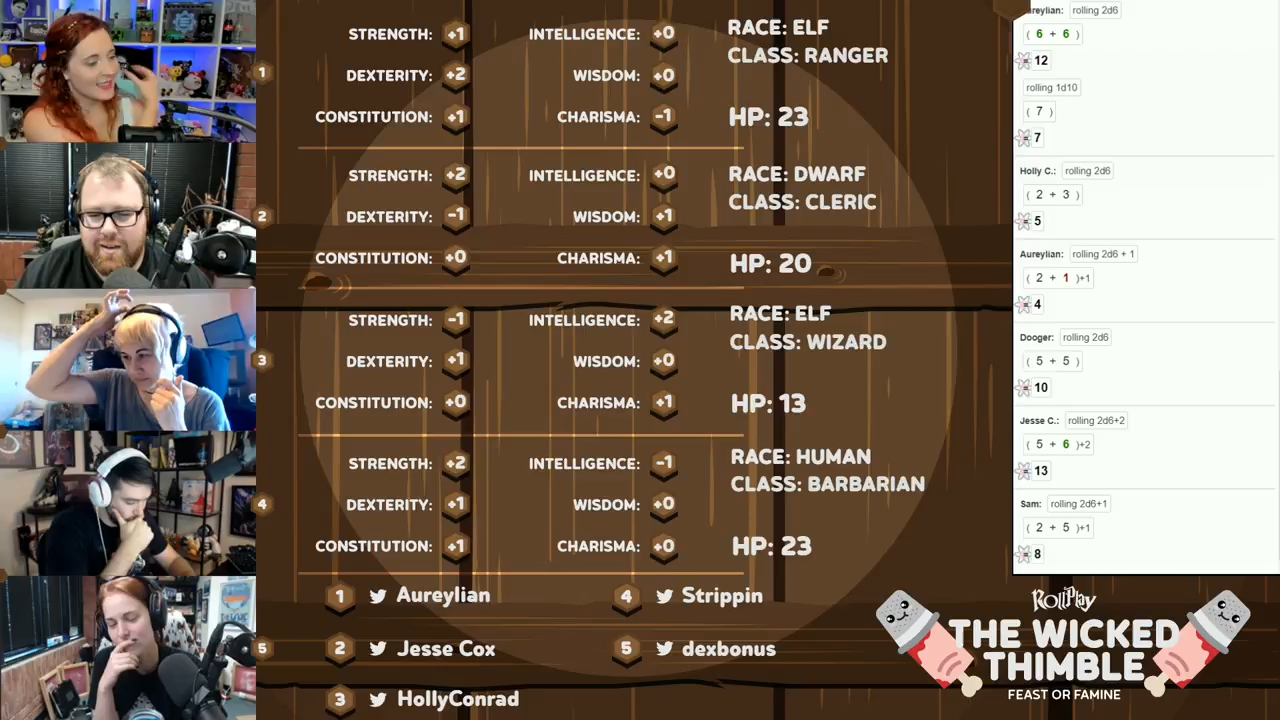 STRENGTH: +1 INTELLIGENCE: +0 RACE: ELF
1 DEXTERITY: +2 WISDOM: +0 CLASS: RANGER
CONSTITUTION: +1 CHARISMA: -1 HP: 23
STRENGTH: +2 INTELLIGENCE: +0 RACE: DWARF
2 DEXTERITY: -1 WISDOM: +1 CLASS: CLERIC
CONSTITUTION: +0 CHARISMA: +1 HP: 20
STRENGTH: -1 INTELLIGENCE: +2 RACE: ELF
3 DEXTERITY: +1 WISDOM: +0 CLASS: WIZARD
CONSTITUTION: +0 CHARISMA: +1 HP: 13
STRENGTH: +2 INTELLIGENCE: -1 RACE: HUMAN
4 DEXTERITY: +1 WISDOM: +0 CLASS: BARBARIAN
CONSTITUTION: +1 CHARISMA: +0 HP: 23
1 Aureylian 4 Strippin
5 2 Jesse Cox 5 dexbonus
3 HollyConrad
rolling 2d6
( 6 + 6 )
= 12
rolling 1d10
( 7 )
= 7
Holly C.: rolling 2d6
( 2 + 3 )
= 5
Aureylian: rolling 2d6 + 1
( 2 + 1 )+1
= 4
Dooger: rolling 2d6
( 5 + 5 )
= 10
Jesse C.: rolling 2d6+2
( 5 + 6 )+2
= 13
Sam: rolling 2d6+1
( 2 + 5 )+1
= 8
ROLLPLAY
THE WICKED
THIMBLE
FEAST OR FAMINE